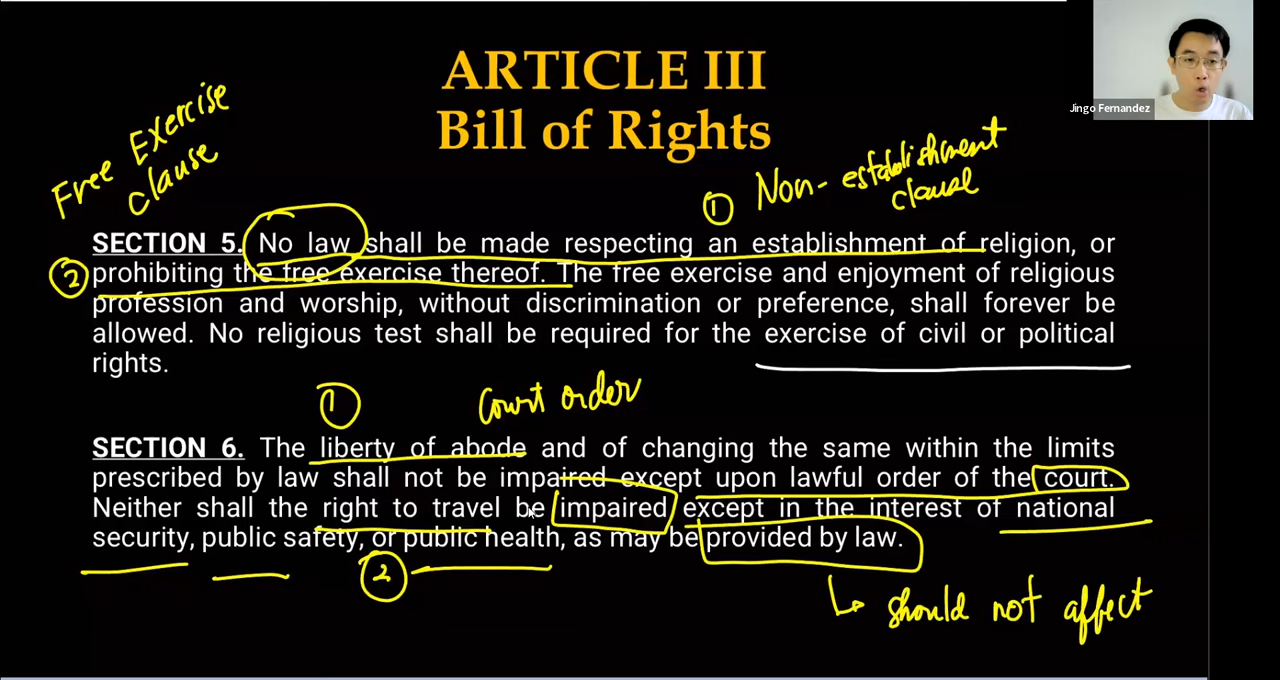 ARTICLE III
Bill of Rights
Jingo Fernandez
Free Exercise
clause
① Non-establishment
clause
SECTION 5. No law shall be made respecting an establishment of religion, or
② prohibiting the free exercise thereof. The free exercise and enjoyment of religious
profession and worship, without discrimination or preference, shall forever be
allowed. No religious test shall be required for the exercise of civil or political
rights.
① court order
SECTION 6. The liberty of abode and of changing the same within the limits
prescribed by law shall not be impaired except upon lawful order of the court.
Neither shall the right to travel be impaired except in the interest of national
security, public safety, or public health, as may be provided by law.
②
↳ should not affect